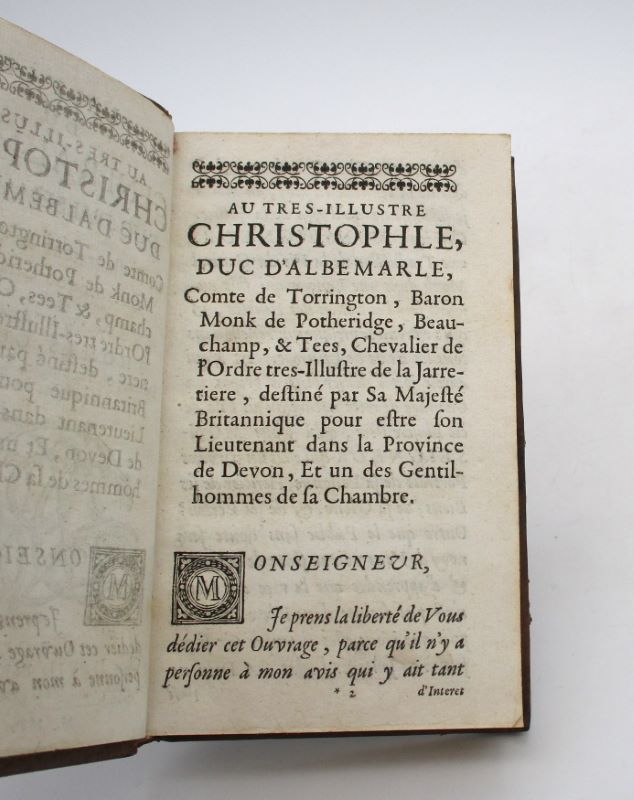 AU TRES-ILLUSTRE
CHRISTOPHLE,
DUC D'ALBEMARLE,
Comte de Torrington, Baron
Monk de Potheridge, Beau-
champ, & Tees, Chevalier de
l'Ordre tres-Illuſtre de la Jarre-
tiere, deſtiné par Sa Majeſté
Britannique pour eſtre ſon
Lieutenant dans la Province
de Devon, Et un des Gentil-
hommes de ſa Chambre.
MONSEIGNEVR,
Je prens la liberté de Vous
dédier cet Ouvrage, parce qu'il n'y a
perſonne à mon avis qui y ait tant
* 2 d'Interet